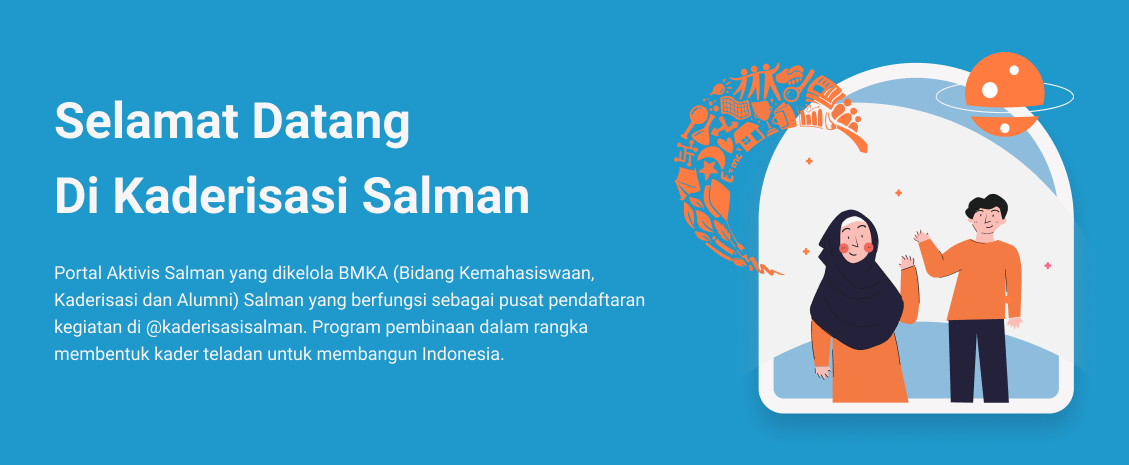 Selamat Datang
Di Kaderisasi Salman
Portal Aktivis Salman yang dikelola BMKA (Bidang Kemahasiswaan,
Kaderisasi dan Alumni) Salman yang berfungsi sebagai pusat pendaftaran
kegiatan di @kaderisasisalman. Program pembinaan dalam rangka
membentuk kader teladan untuk membangun Indonesia.
E=mc²